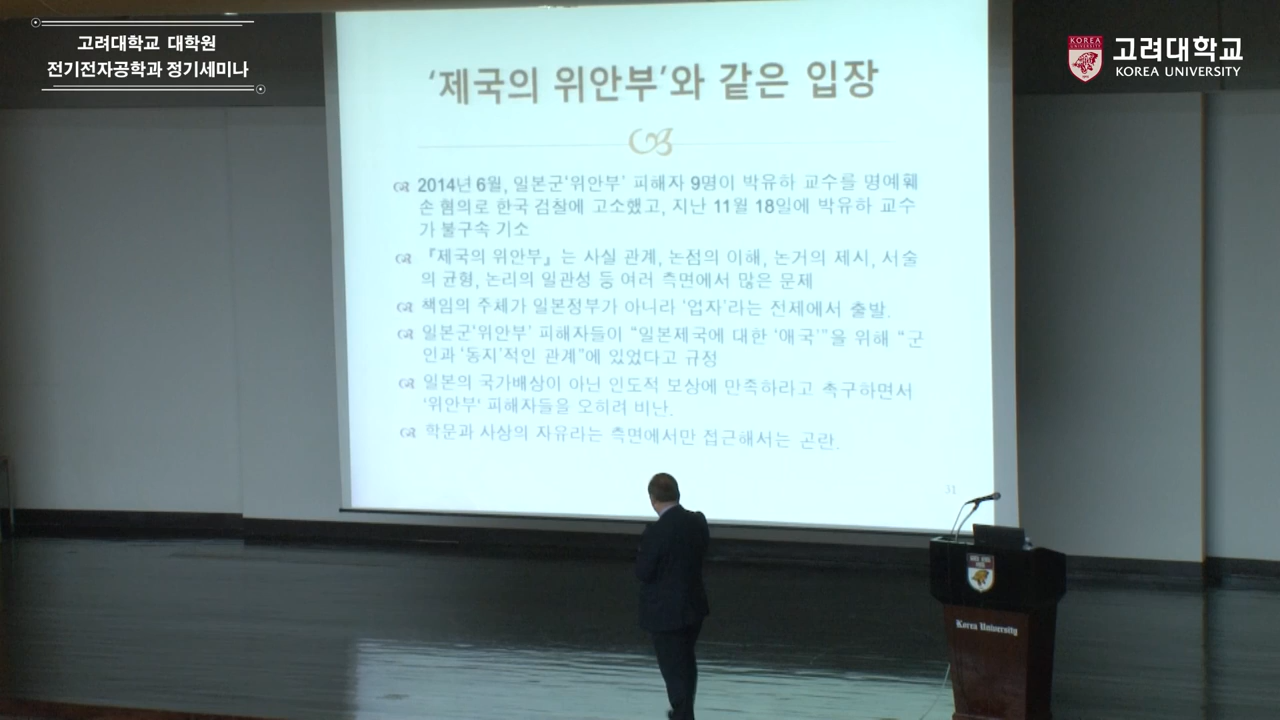 고려대학교 대학원
전기전자공학과 정기세미나
KOREA
고려대학교
KOREA UNIVERSITY
‘제국의 위안부’와 같은 입장
2014년 6월, 일본군‘위안부’ 피해자 9명이 박유하 교수를 명예훼
손 혐의로 한국 검찰에 고소했고, 지난 11월 18일에 박유하 교수
가 불구속 기소
『제국의 위안부』는 사실 관계, 논점의 이해, 논거의 제시, 서술
의 균형, 논리의 일관성 등 여러 측면에서 많은 문제
책임의 주체가 일본정부가 아니라 ‘업자’라는 전제에서 출발.
일본군‘위안부’ 피해자들이 “일본제국에 대한 ‘애국’”을 위해 “군
인과 ‘동지’적인 관계”에 있었다고 규정
일본의 국가배상이 아닌 인도적 보상에 만족하라고 촉구하면서
‘위안부‘ 피해자들을 오히려 비난.
학문과 사상의 자유라는 측면에서만 접근해서는 곤란.
31
Korea University